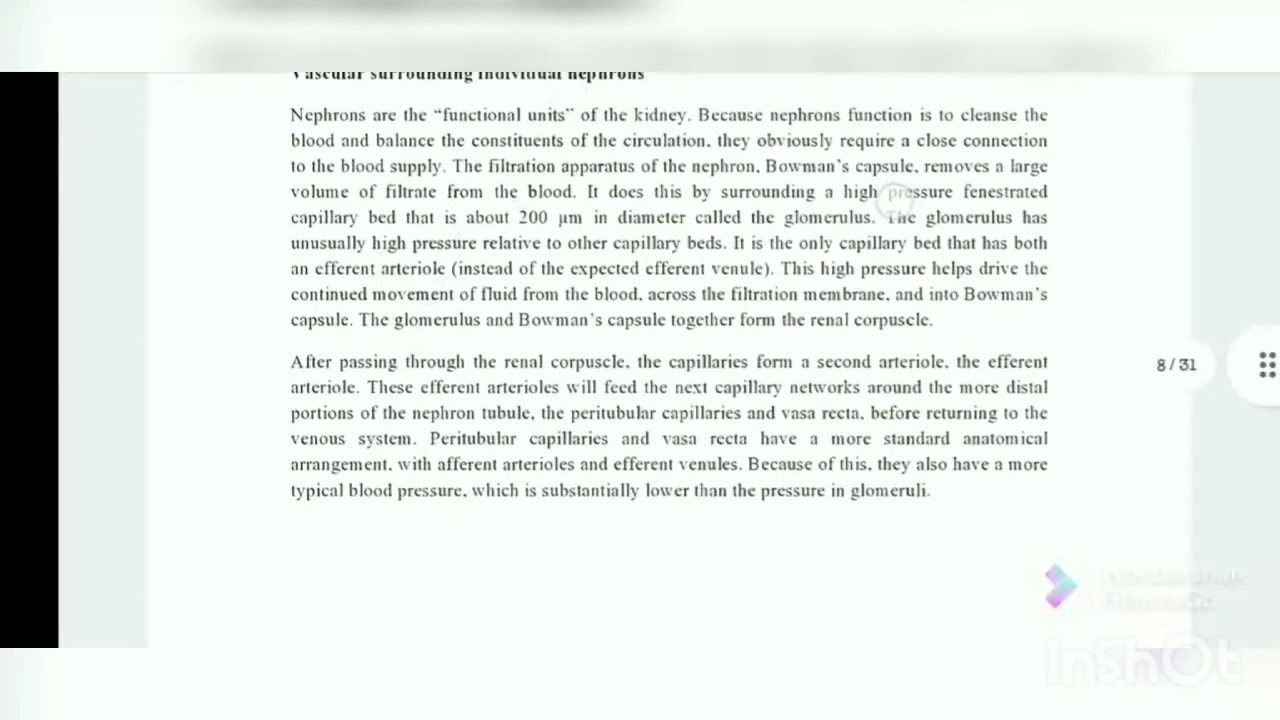 Vascular surrounding individual nephrons
Nephrons are the “functional units” of the kidney. Because nephrons function is to cleanse the
blood and balance the constituents of the circulation, they obviously require a close connection
to the blood supply. The filtration apparatus of the nephron, Bowman’s capsule, removes a large
volume of filtrate from the blood. It does this by surrounding a high pressure fenestrated
capillary bed that is about 200 µm in diameter called the glomerulus. The glomerulus has
unusually high pressure relative to other capillary beds. It is the only capillary bed that has both
an efferent arteriole (instead of the expected efferent venule). This high pressure helps drive the
continued movement of fluid from the blood, across the filtration membrane, and into Bowman’s
capsule. The glomerulus and Bowman’s capsule together form the renal corpuscle.
After passing through the renal corpuscle, the capillaries form a second arteriole, the efferent
arteriole. These efferent arterioles will feed the next capillary networks around the more distal
portions of the nephron tubule, the peritubular capillaries and vasa recta, before returning to the
venous system. Peritubular capillaries and vasa recta have a more standard anatomical
arrangement, with afferent arterioles and efferent venules. Because of this, they also have a more
typical blood pressure, which is substantially lower than the pressure in glomeruli.
8 / 31
InShOt